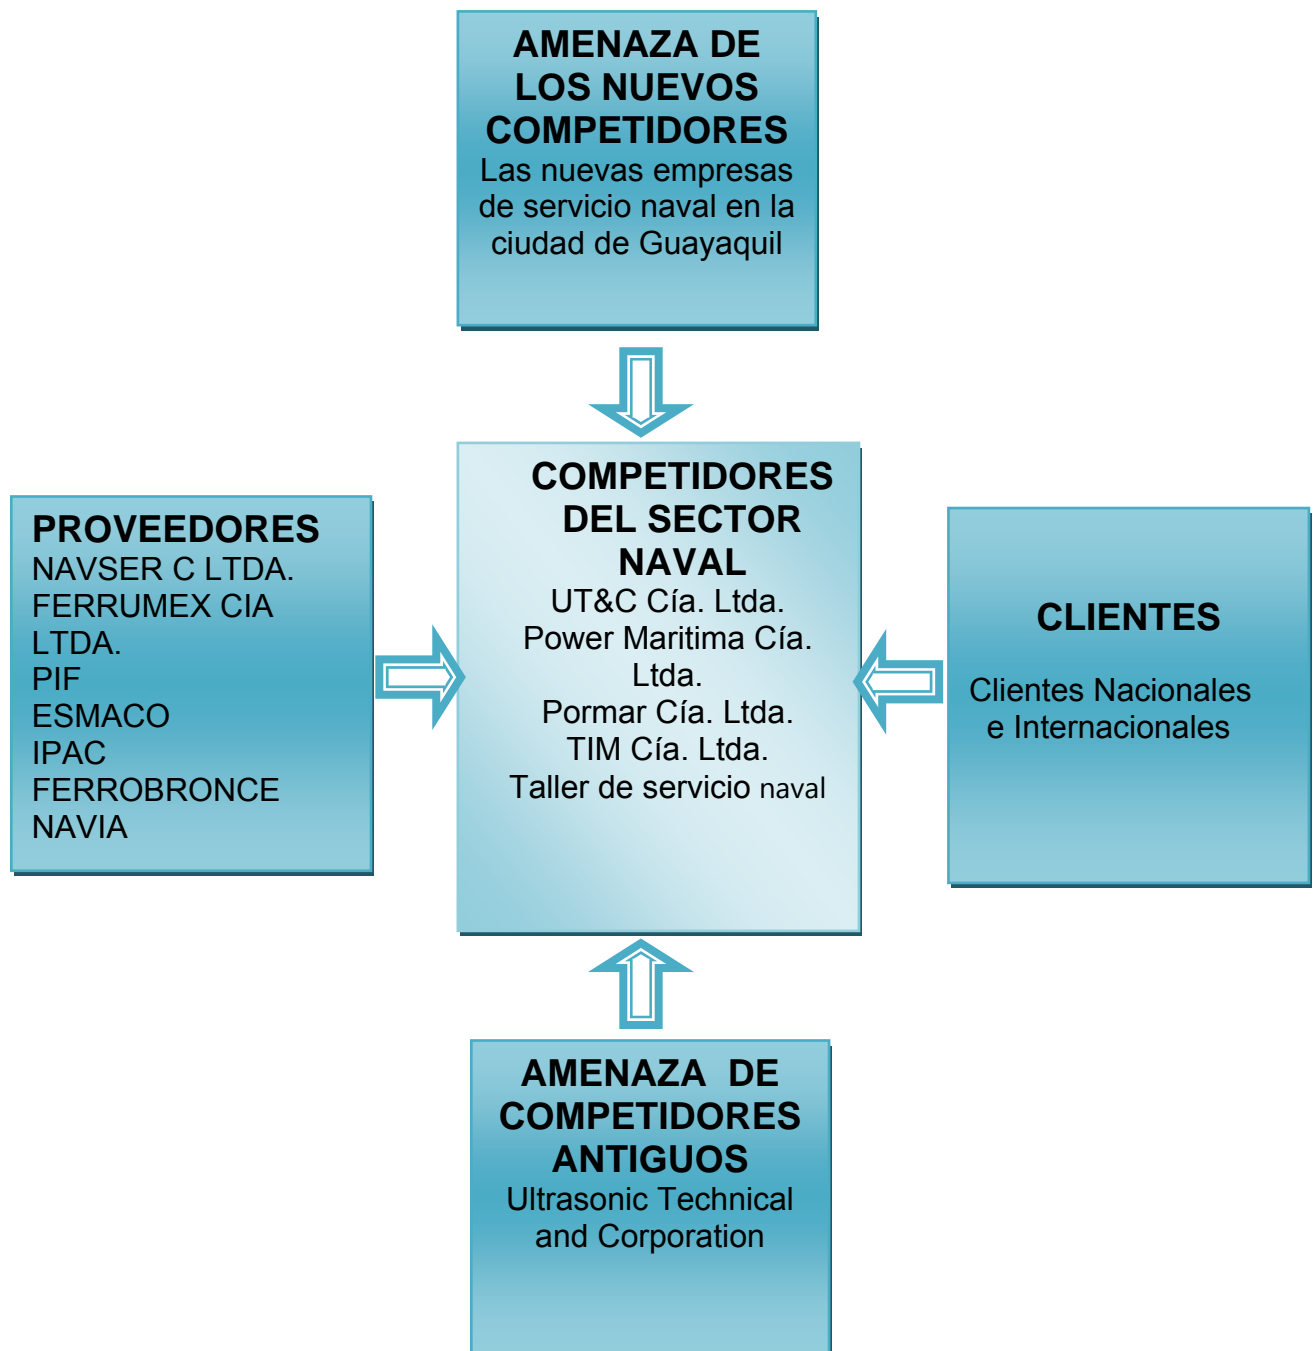 AMENAZA DE
LOS NUEVOS
COMPETIDORES
Las nuevas empresas
de servicio naval en la
ciudad de Guayaquil
PROVEEDORES
NAVSER C LTDA.
FERRUMEX CIA
LTDA.
PIF
ESMACO
IPAC
FERROBRONCE
NAVIA
COMPETIDORES
DEL SECTOR
NAVAL
UT&C Cía. Ltda.
Power Maritima Cía.
Ltda.
Pormar Cía. Ltda.
TIM Cía. Ltda.
Taller de servicio naval
CLIENTES
Clientes Nacionales
e Internacionales
AMENAZA  DE
COMPETIDORES
ANTIGUOS
Ultrasonic Technical
and Corporation